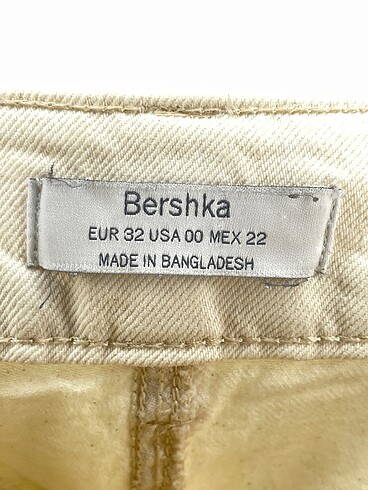 Bershka
EUR 32 USA 00 MEX 22
MADE IN BANGLADESH